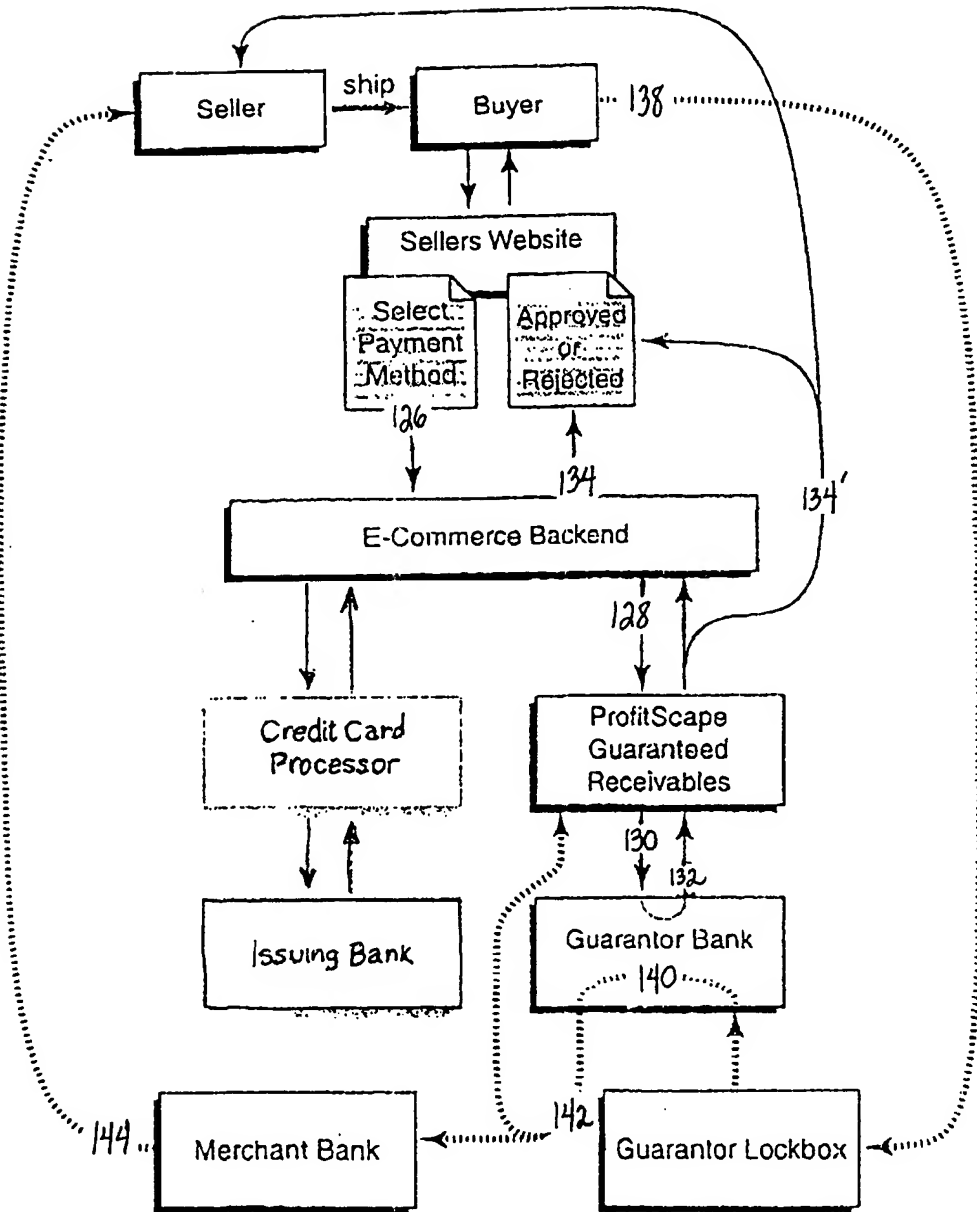 ship
Seller
Buyer
138
Sellers Website
Select
Payment
Method
Approved
or
Rejected
126
134
134'
E-Commerce Backend
128
Credit Card
Processor
ProfitScape
Guaranteed
Receivables
130
132
Issuing Bank
Guarantor Bank
140
142
144
Merchant Bank
Guarantor Lockbox